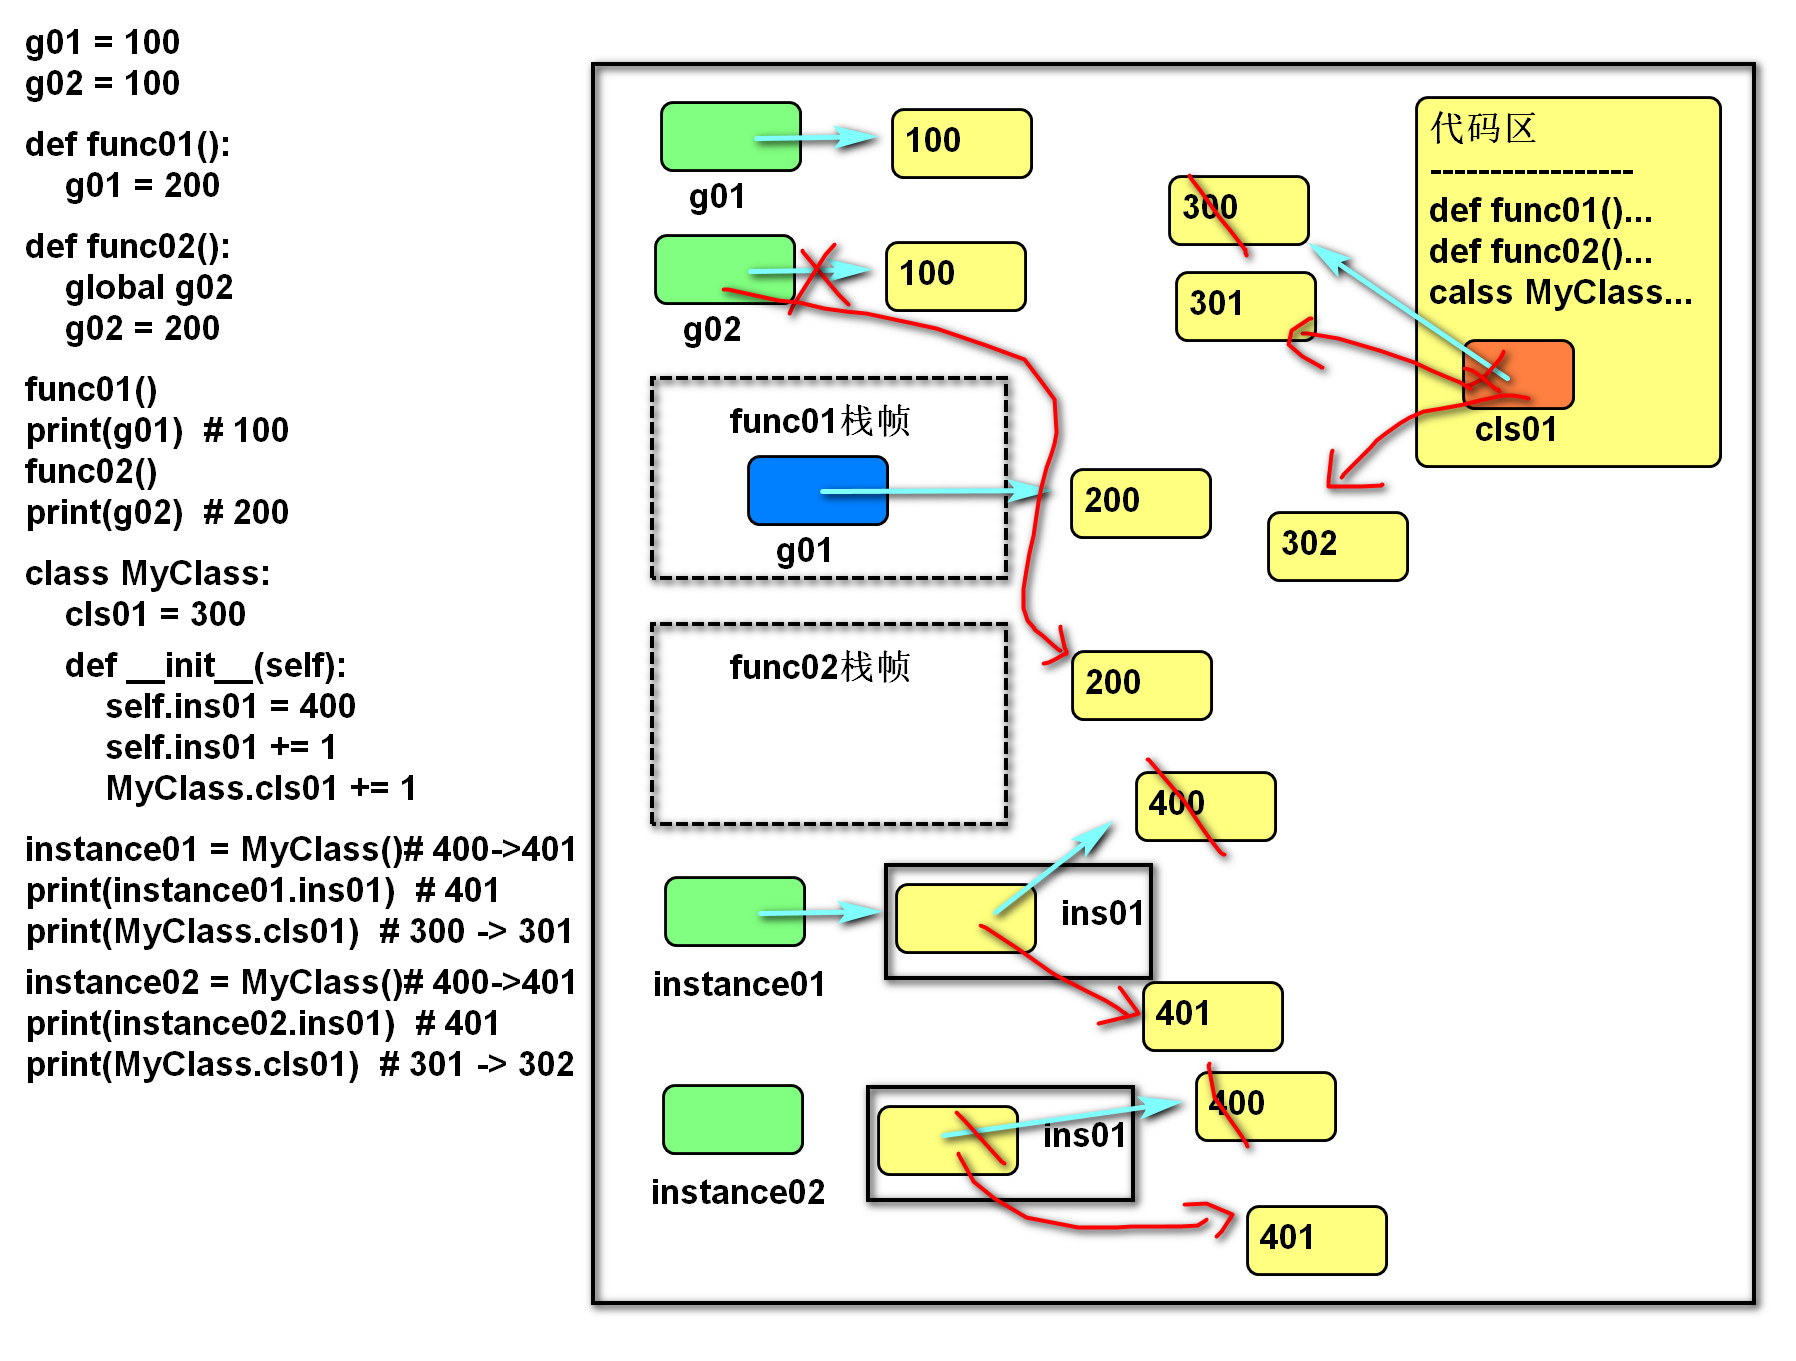 g01 = 100
g02 = 100
def func01():
g01 = 200
def func02():
global g02
g02 = 200
func01()
print(g01)  # 100
func02()
print(g02)  # 200
class MyClass:
cls01 = 300
def __init__(self):
self.ins01 = 400
self.ins01 += 1
MyClass.cls01 += 1
instance01 = MyClass()# 400->401
print(instance01.ins01)  # 401
print(MyClass.cls01)  # 300 -> 301
instance02 = MyClass()# 400->401
print(instance02.ins01)  # 401
print(MyClass.cls01)  # 301 -> 302
100
g01
100
g02
func01栈帧
g01
200
func02栈帧
200
300
301
302
代码区
-----------------
def func01()...
def func02()...
calss MyClass...
cls01
400
ins01
instance01
401
400
ins01
instance02
401